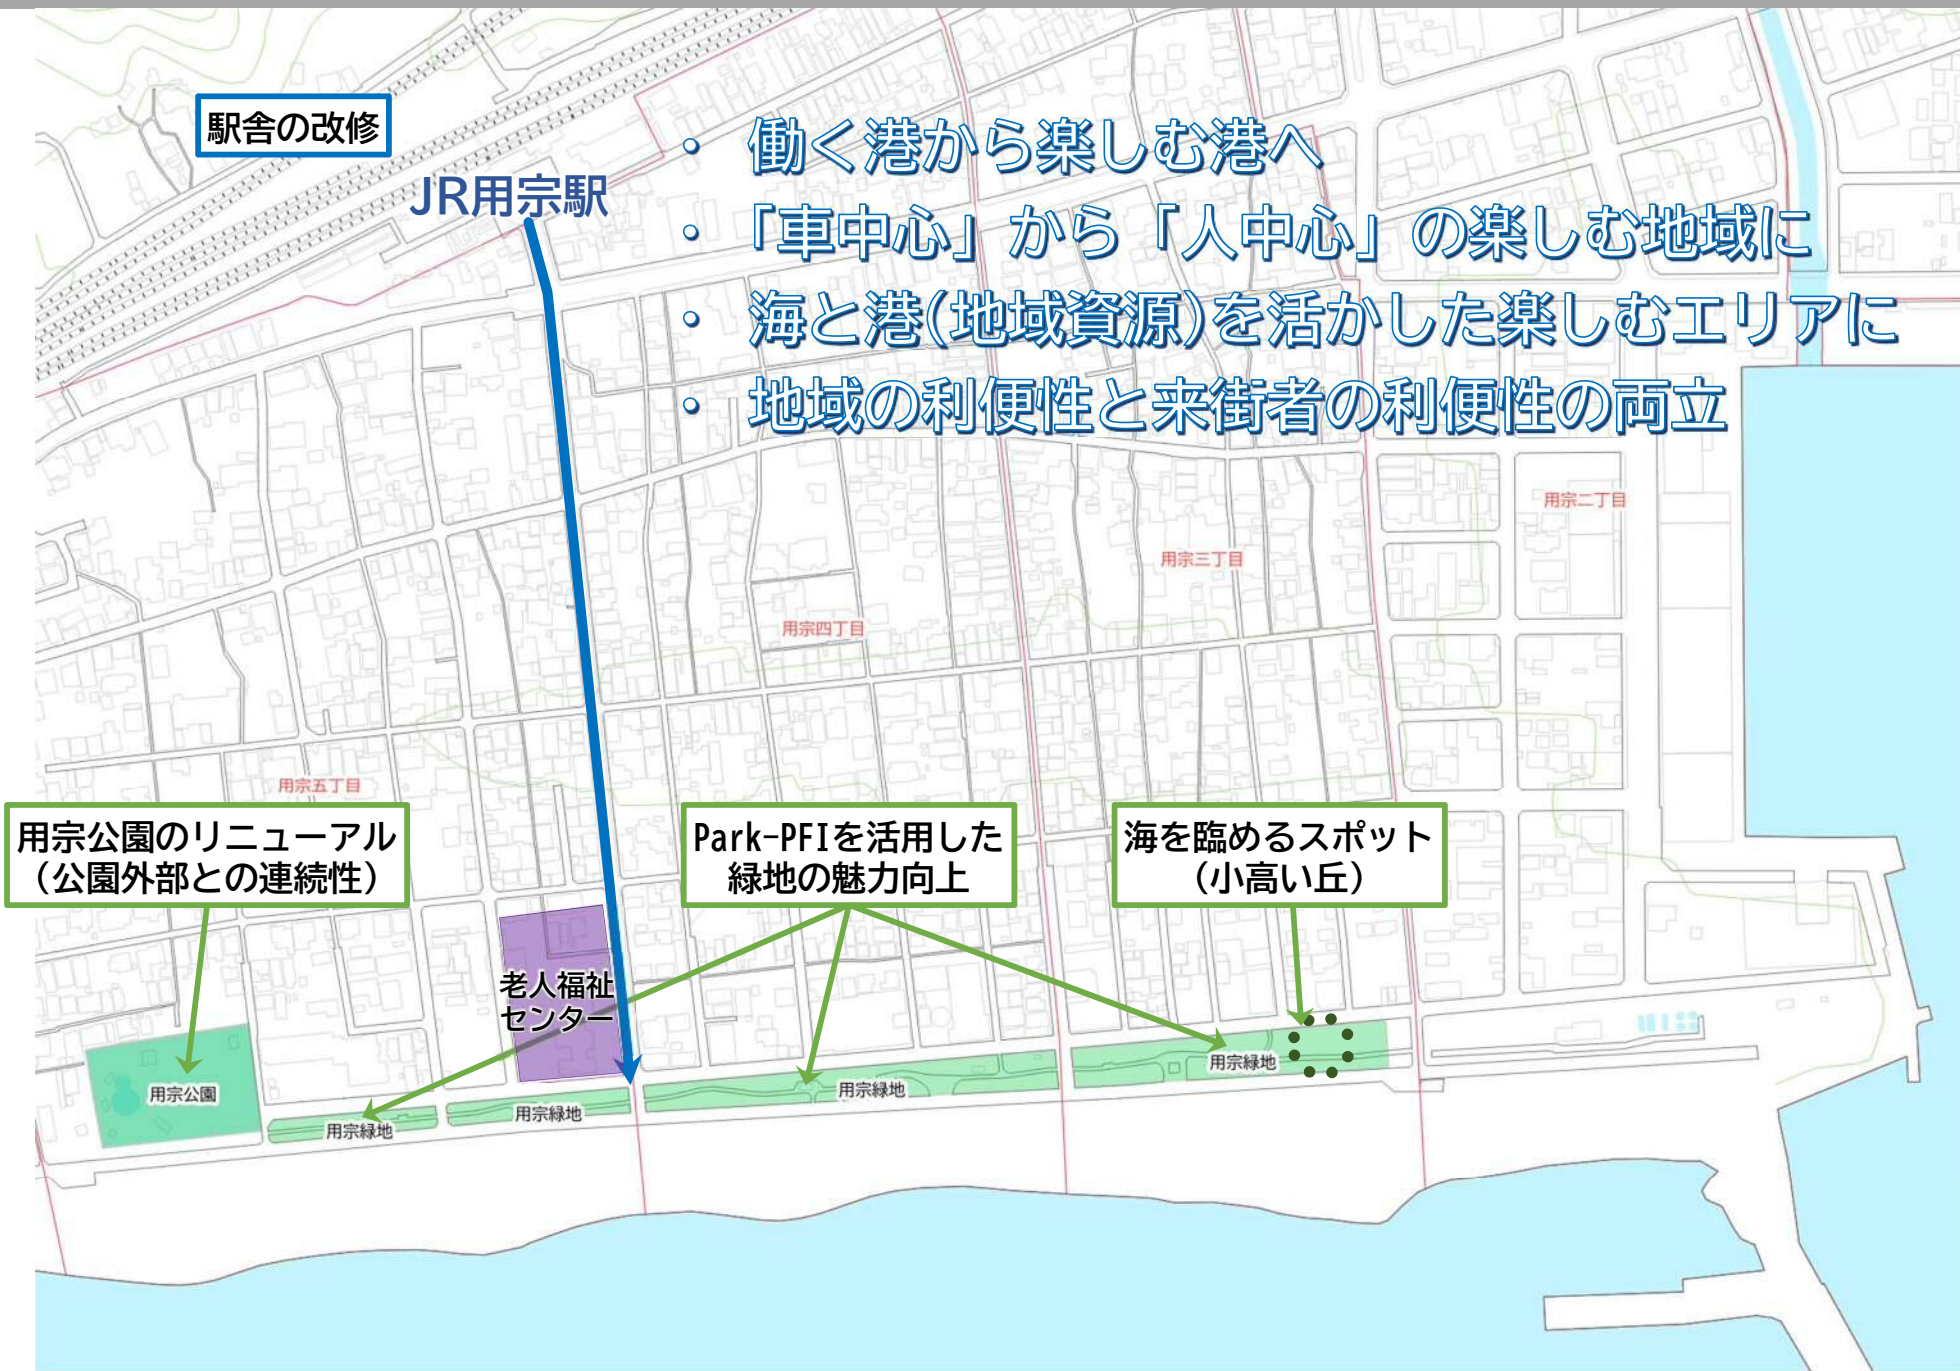 駅舎の改修
JR用宗駅
・ 働く港から楽しむ港へ
・ 「車中心」から「人中心」の楽しむ地域に
・ 海と港(地域資源)を活かした楽しむエリアに
・ 地域の利便性と来街者の利便性の両立
用宗二丁目
用宗三丁目
用宗四丁目
用宗五丁目
用宗公園のリニューアル
（公園外部との連続性）
Park-PFIを活用した
緑地の魅力向上
海を臨めるスポット
（小高い丘）
老人福祉
センター
用宗公園
用宗緑地
用宗緑地
用宗緑地
用宗緑地